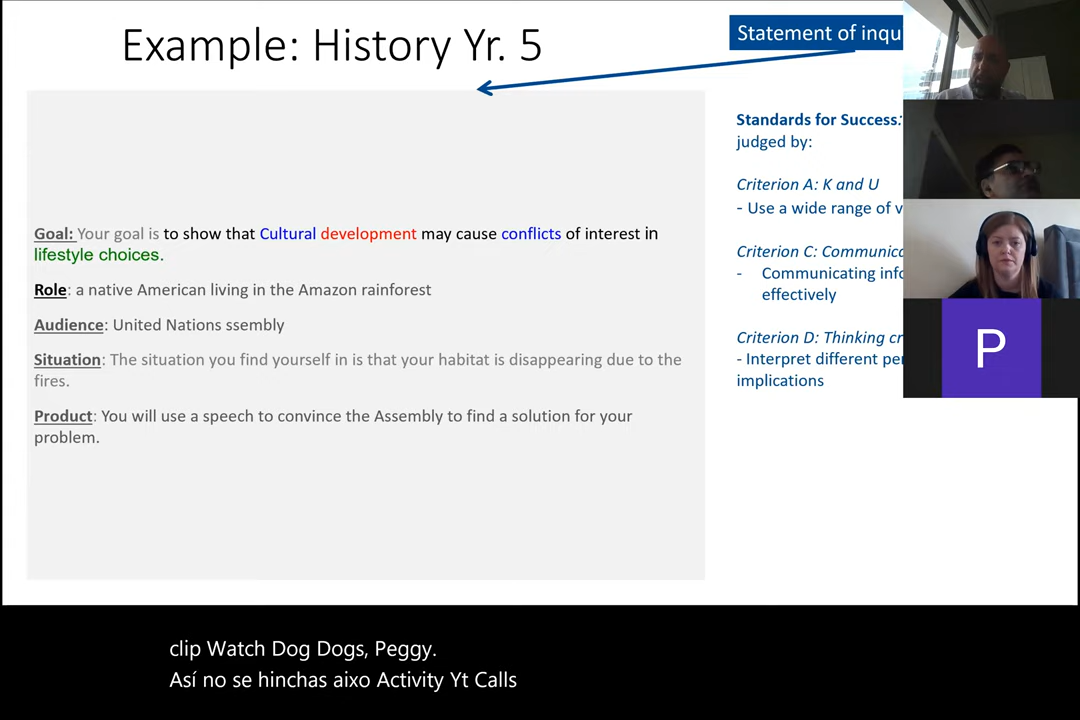 Example: History Yr. 5
Statement of inqu
Goal: Your goal is to show that Cultural development may cause conflicts of interest in
lifestyle choices.
Role: a native American living in the Amazon rainforest
Audience: United Nations ssembly
Situation: The situation you find yourself in is that your habitat is disappearing due to the
fires.
Product: You will use a speech to convince the Assembly to find a solution for your
problem.
Standards for Success:
judged by:
Criterion A: K and U
- Use a wide range of v
Criterion C: Communica
- Communicating info
effectively
Criterion D: Thinking cr
- Interpret different per
implications
P
clip Watch Dog Dogs, Peggy.
Así no se hinchas aixo Activity Yt Calls